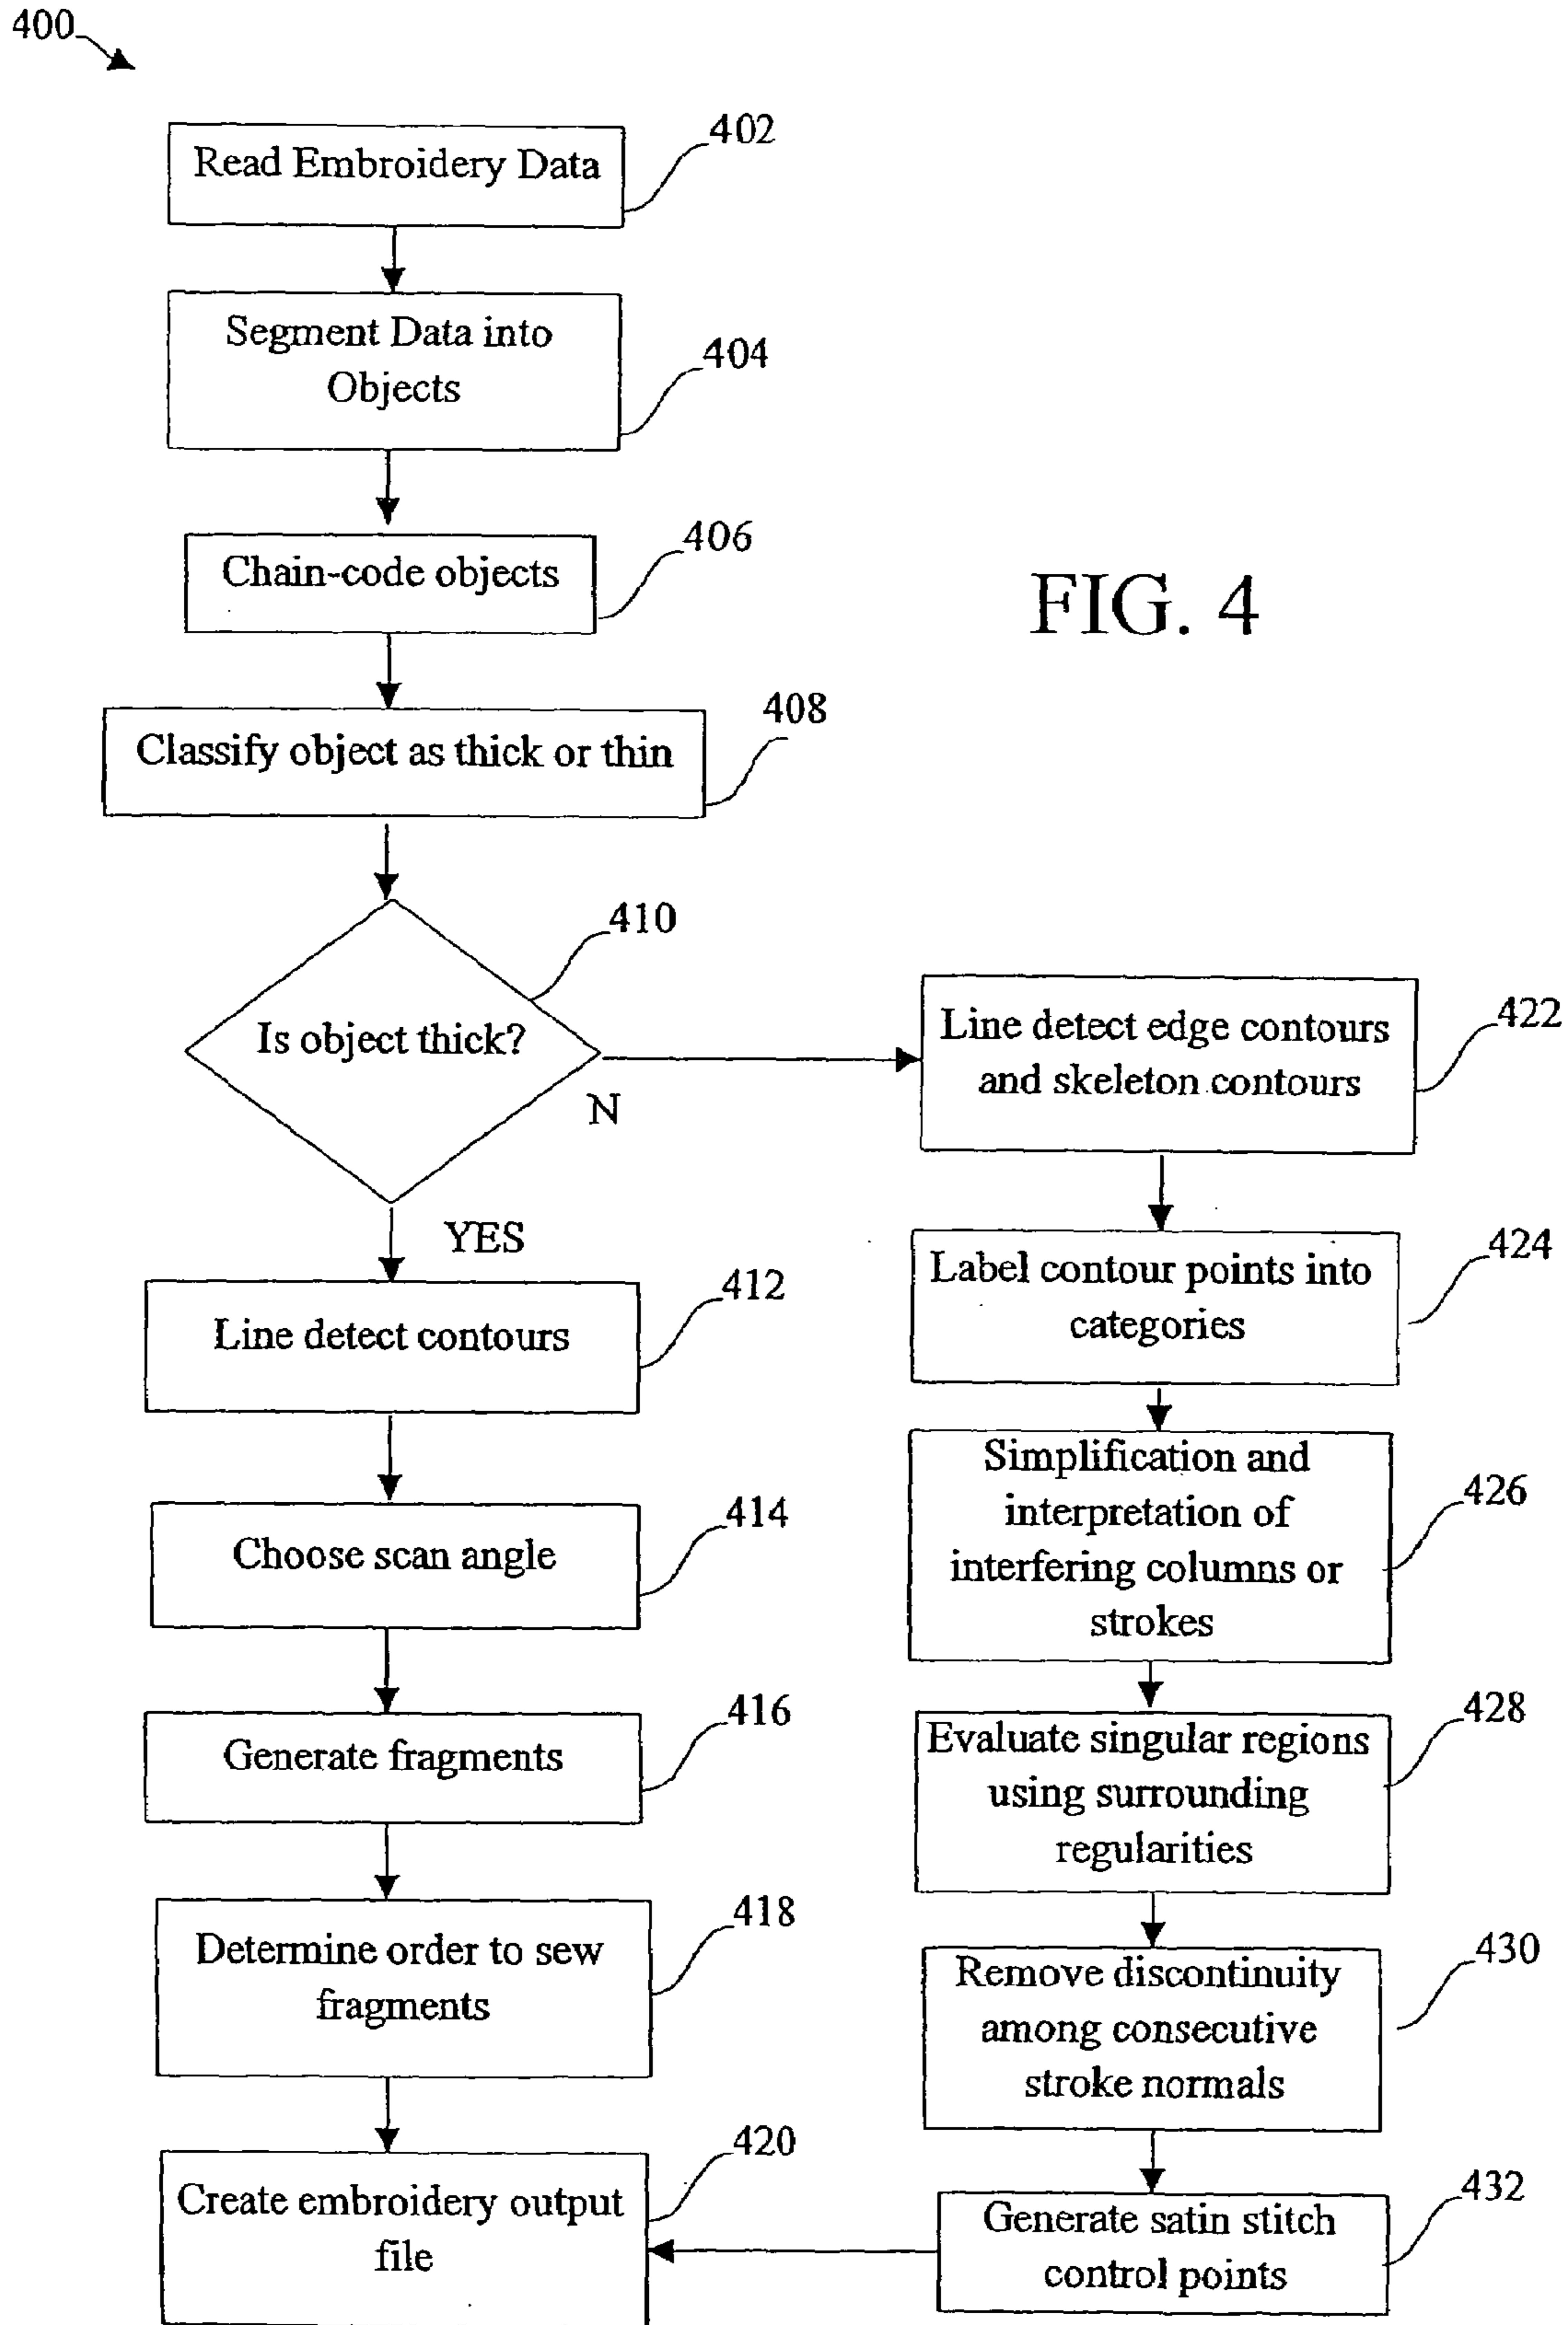 400
402
Read Embroidery Data
Segment Data into
Objects
404
406
Chain-code objects
FIG. 4
408
Classify object as thick or thin
410
Is object thick?
N
YES
412
Line detect contours
414
Choose scan angle
416
Generate fragments
418
Determine order to sew
fragments
420
Create embroidery output
file
422
Line detect edge contours
and skeleton contours
424
Label contour points into
categories
426
Simplification and
interpretation of
interfering columns or
strokes
428
Evaluate singular regions
using surrounding
regularities
430
Remove discontinuity
among consecutive
stroke normals
432
Generate satin stitch
control points